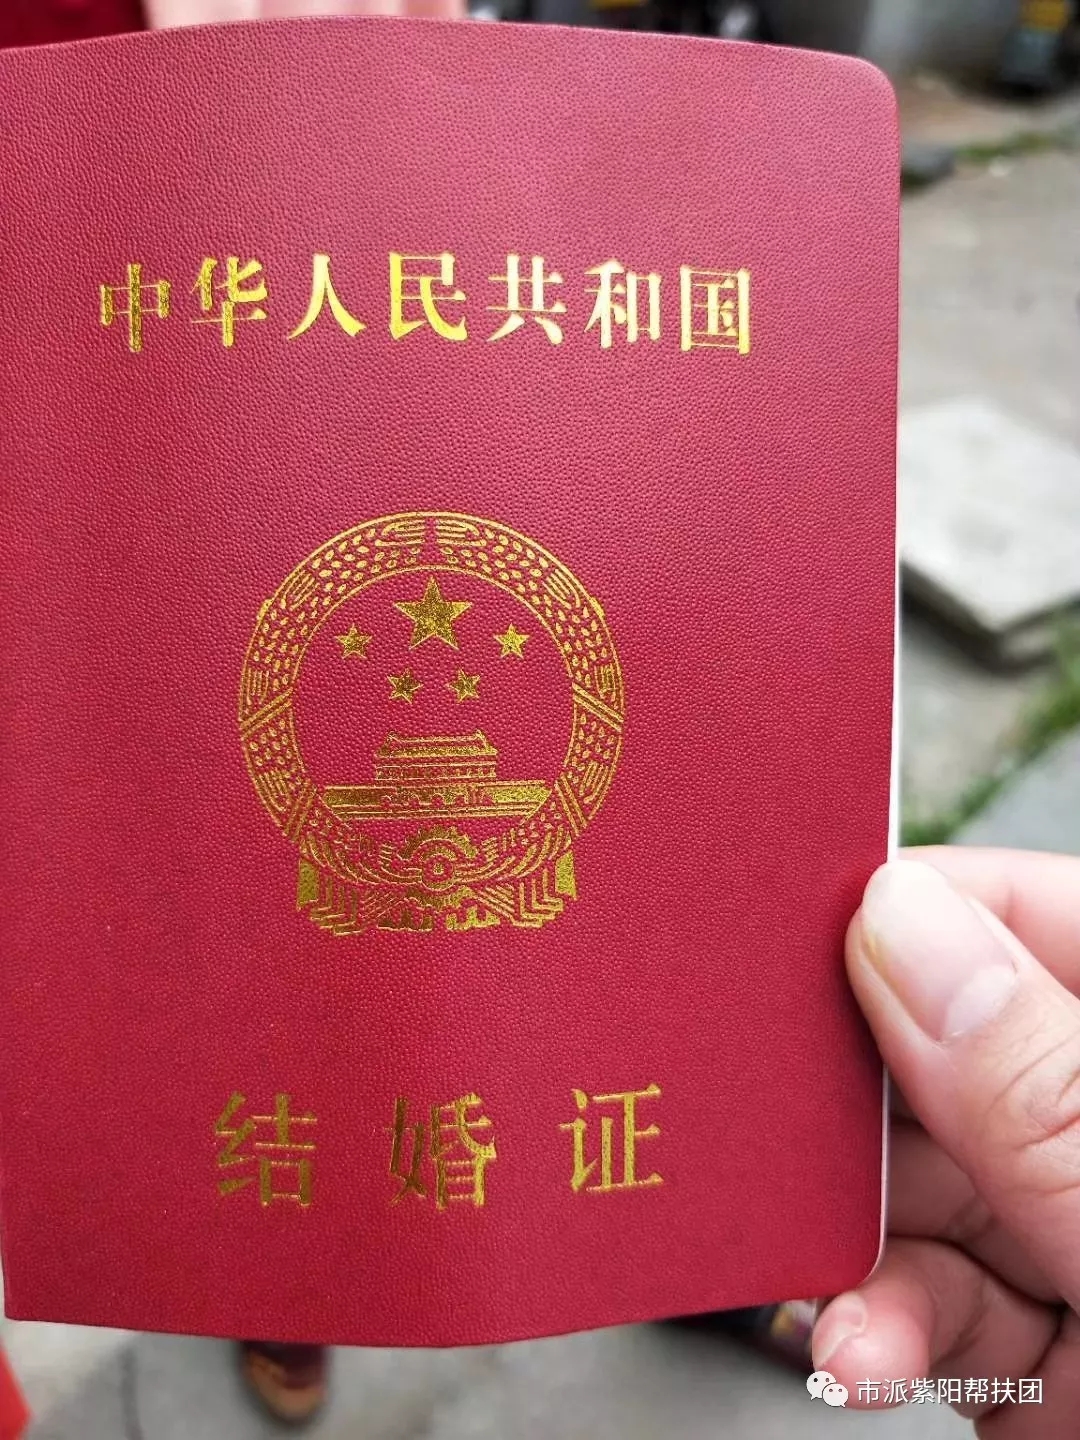 中华人民共和国
结婚证
市派紫阳帮扶团